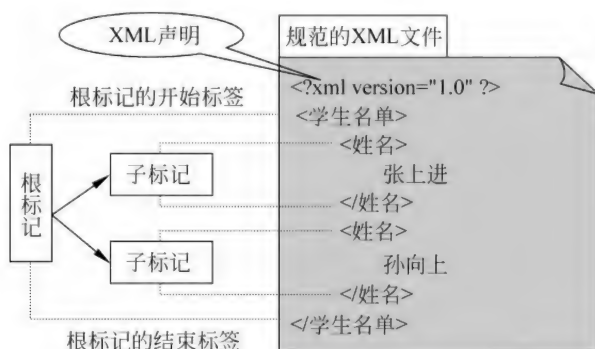 XML声明
规范的XML文件
<?xml version="1.0" ?>
根标记的开始标签
<学生名单>
<姓名>
根标记
子标记
张上进
</姓名>
<姓名>
子标记
孙向上
</姓名>
</学生名单>
根标记的结束标签